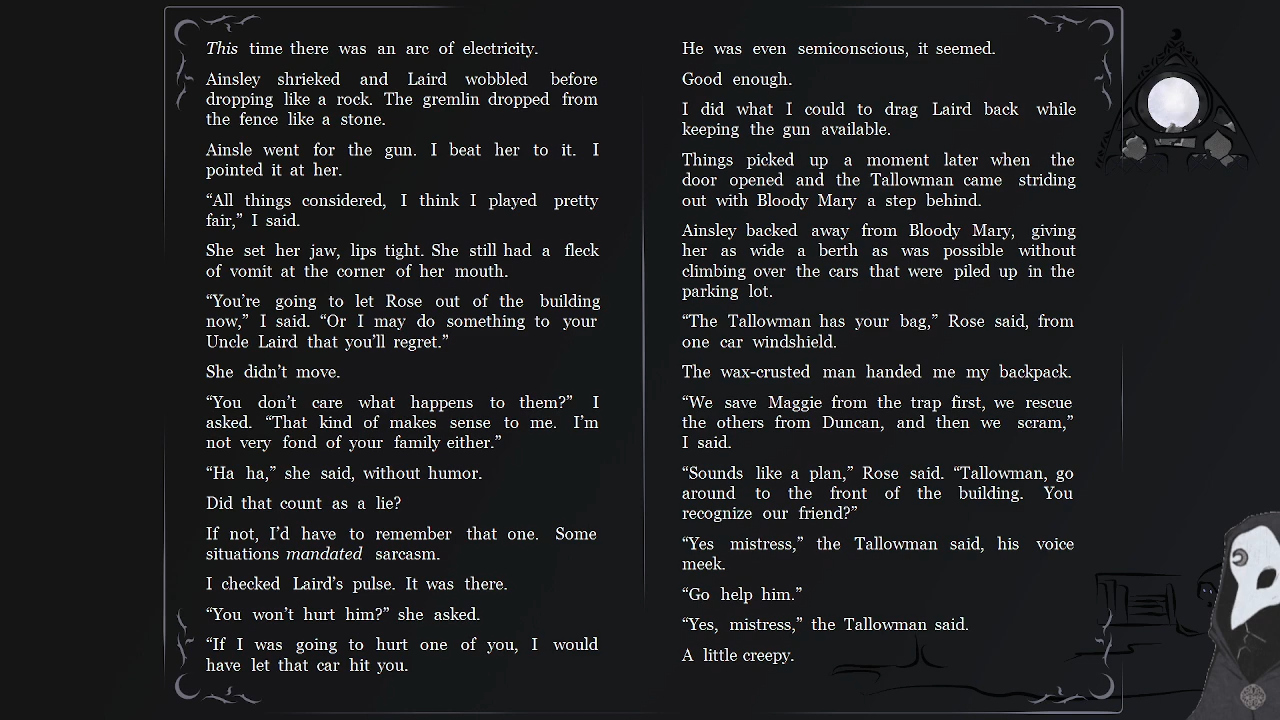 This time there was an arc of electricity.
Ainsley shrieked and Laird wobbled before
dropping like a rock. The gremlin dropped from
the fence like a stone.
Ainsle went for the gun. I beat her to it. I
pointed it at her.
“All things considered, I think I played pretty
fair,” I said.
She set her jaw, lips tight. She still had a fleck
of vomit at the corner of her mouth.
“You’re going to let Rose out of the building
now,” I said. “Or I may do something to your
Uncle Laird that you’ll regret.”
She didn’t move.
“You don’t care what happens to them?” I
asked. “That kind of makes sense to me. I’m
not very fond of your family either.”
“Ha ha,” she said, without humor.
Did that count as a lie?
If not, I’d have to remember that one. Some
situations mandated sarcasm.
I checked Laird’s pulse. It was there.
“You won’t hurt him?” she asked.
“If I was going to hurt one of you, I would
have let that car hit you.
He was even semiconscious, it seemed.
Good enough.
I did what I could to drag Laird back while
keeping the gun available.
Things picked up a moment later when the
door opened and the Tallowman came striding
out with Bloody Mary a step behind.
Ainsley backed away from Bloody Mary, giving
her as wide a berth as was possible without
climbing over the cars that were piled up in the
parking lot.
“The Tallowman has your bag,” Rose said, from
one car windshield.
The wax-crusted man handed me my backpack.
“We save Maggie from the trap first, we rescue
the others from Duncan, and then we scram,”
I said.
“Sounds like a plan,” Rose said. “Tallowman, go
around to the front of the building. You
recognize our friend?”
“Yes mistress,” the Tallowman said, his voice
meek.
“Go help him.”
“Yes, mistress,” the Tallowman said.
A little creepy.